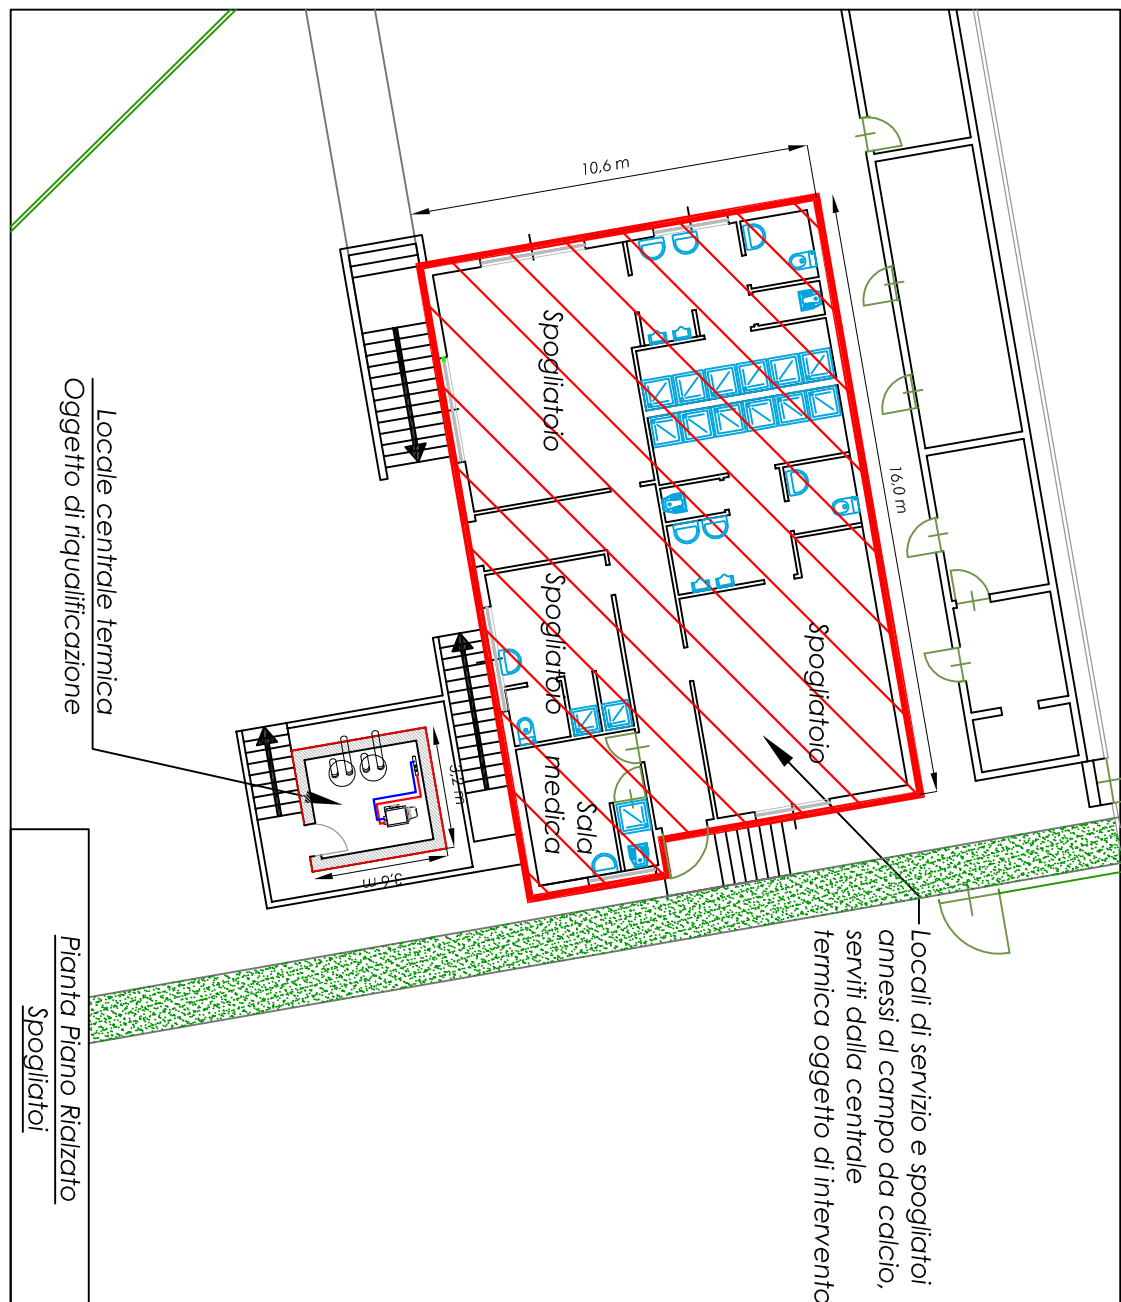 10,6 m
16,0 m
Spogliatoio
Spogliatoio
Spogliatoio
Sala
medica
3,2 m
3,6 m
Locale centrale termica
Oggetto di riqualificazione
Locali di servizio e spogliatoi
annessi al campo da calcio,
serviti dalla centrale
termica oggetto di intervento
Pianta Piano Rialzato
Spogliatoi